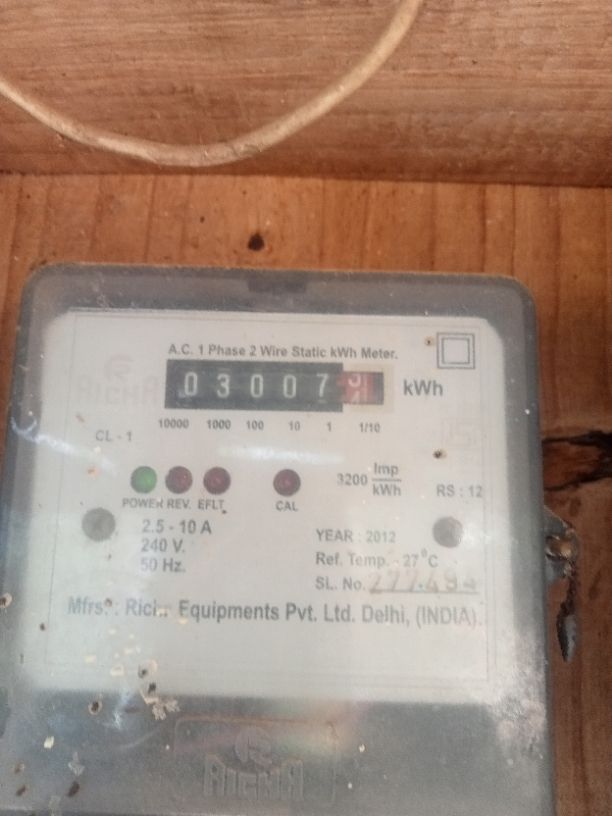 A.C. 1 Phase 2 Wire Static kWh Meter.
RICHA
0 3 0 0 7
kWh
10000 1000 100 10 1 1/10
CL - 1
3200 Imp/kWh
RS : 12
POWER REV. EFLT. CAL
2.5 - 10 A
YEAR : 2012
240 V.
Ref. Temp. - 27°C
50 Hz.
SL. No. 277484
Mfrs. : Equipments Pvt. Ltd. Delhi, (INDIA).
RICHA